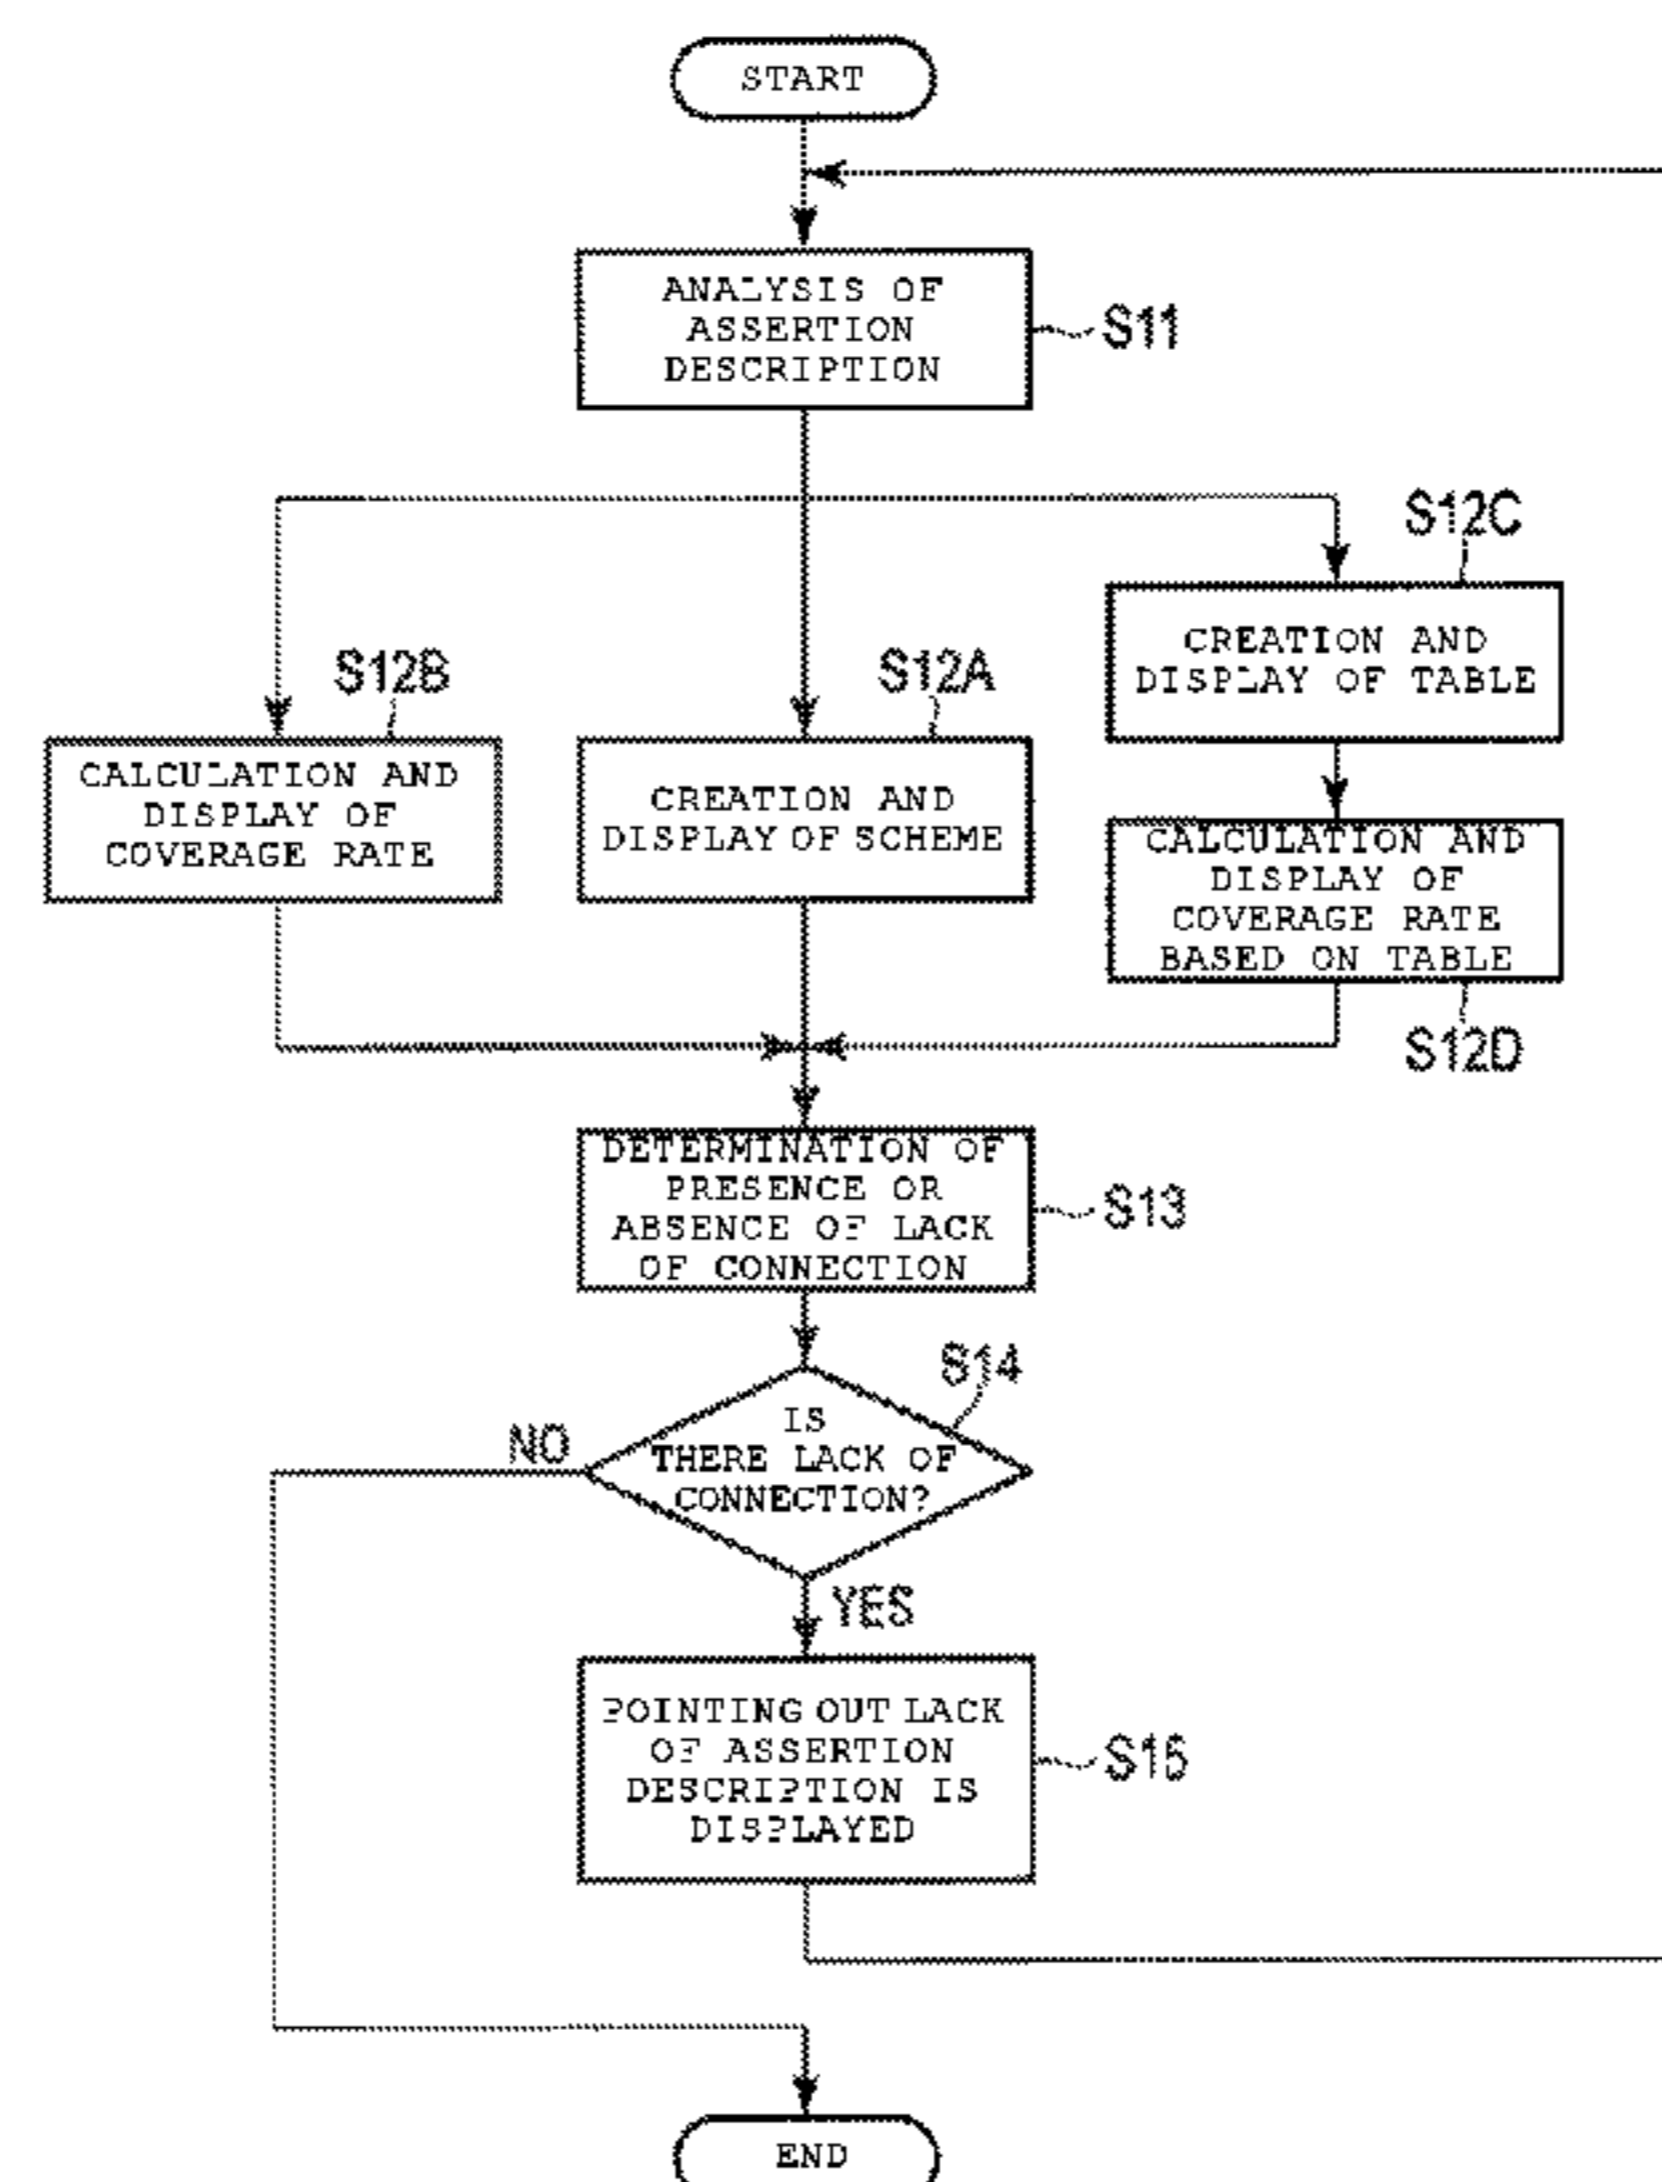 START
ANALYSIS OF
ASSERTION
DESCRIPTION
S11
S12C
CREATION AND
DISPLAY OF TABLE
S12B
CALCULATION AND
DISPLAY OF
COVERAGE RATE
S12A
CREATION AND
DISPLAY OF SCHEME
CALCULATION AND
DISPLAY OF
COVERAGE RATE
BASED ON TABLE
S12D
DETERMINATION OF
PRESENCE OR
ABSENCE OF LACK
OF CONNECTION
S13
S14
IS
THERE LACK OF
CONNECTION?
NO
YES
POINTING OUT LACK
OF ASSERTION
DESCRIPTION IS
DISPLAYED
S15
END